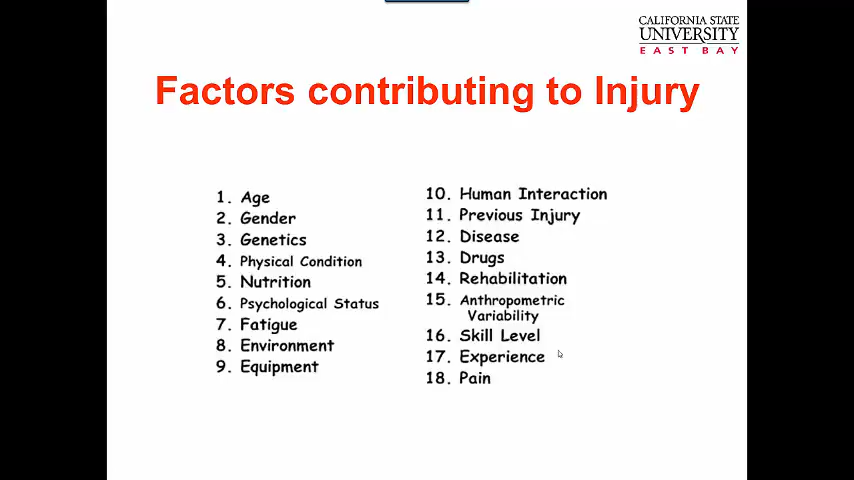 CALIFORNIA STATE
UNIVERSITY
EAST BAY
Factors contributing to Injury
1. Age
2. Gender
3. Genetics
4. Physical Condition
5. Nutrition
6. Psychological Status
7. Fatigue
8. Environment
9. Equipment
10. Human Interaction
11. Previous Injury
12. Disease
13. Drugs
14. Rehabilitation
15. Anthropometric
Variability
16. Skill Level
17. Experience
18. Pain